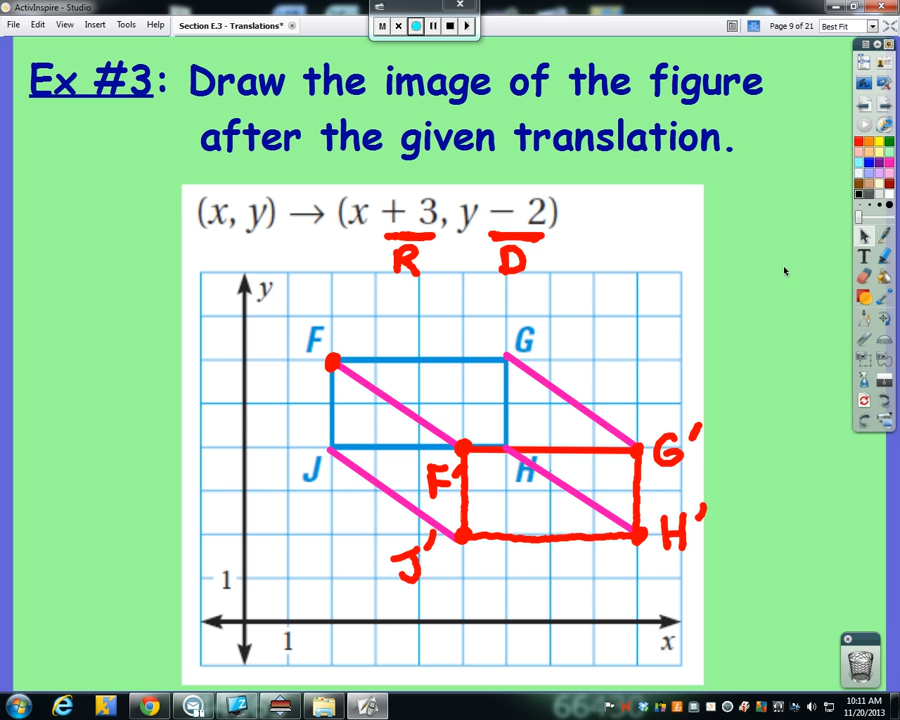 ActivInspire - Studio
File Edit View Insert Tools Help
Section E.3 - Translations*
Page 9 of 21
Best Fit
Ex #3: Draw the image of the figure
after the given translation.
(x, y) → (x + 3, y − 2)
R D
y
F G
J H
F'
G'
J'
H'
1
1
x
10:11 AM
11/20/2013